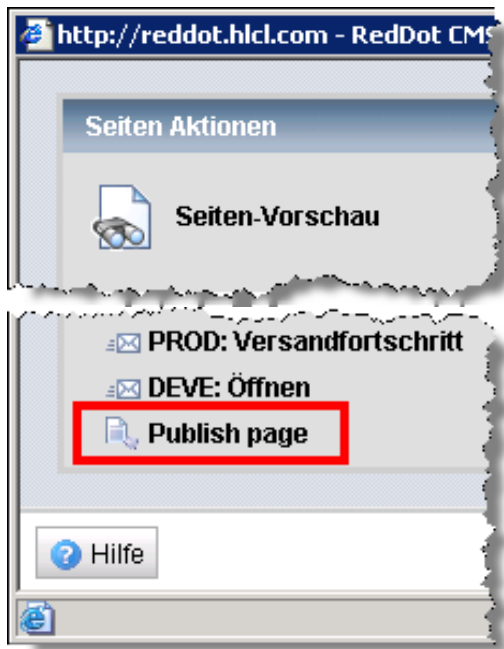 http://reddot.hlcl.com - RedDot CMS
Seiten Aktionen
Seiten-Vorschau
PROD: Versandfortschritt
DEVE: Öffnen
Publish page
Hilfe